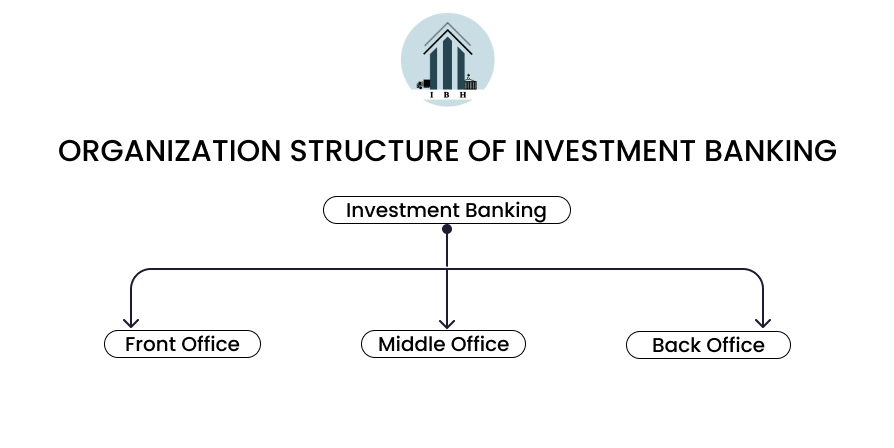 I B H
ORGANIZATION STRUCTURE OF INVESTMENT BANKING
Investment Banking
Front Office
Middle Office
Back Office